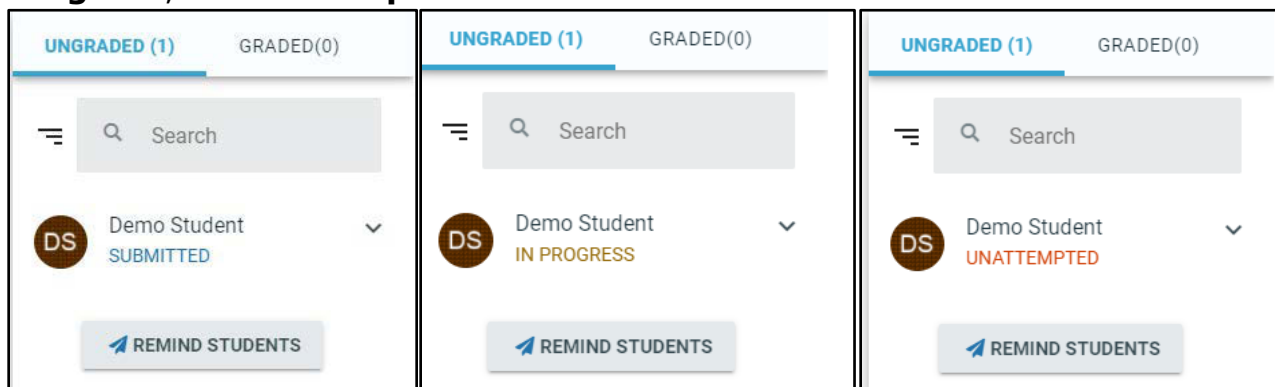 UNGRADED (1) GRADED(0)
Search
DS
Demo Student
SUBMITTED
REMIND STUDENTS
UNGRADED (1) GRADED(0)
Search
DS
Demo Student
IN PROGRESS
REMIND STUDENTS
UNGRADED (1) GRADED(0)
Search
DS
Demo Student
UNATTEMPTED
REMIND STUDENTS